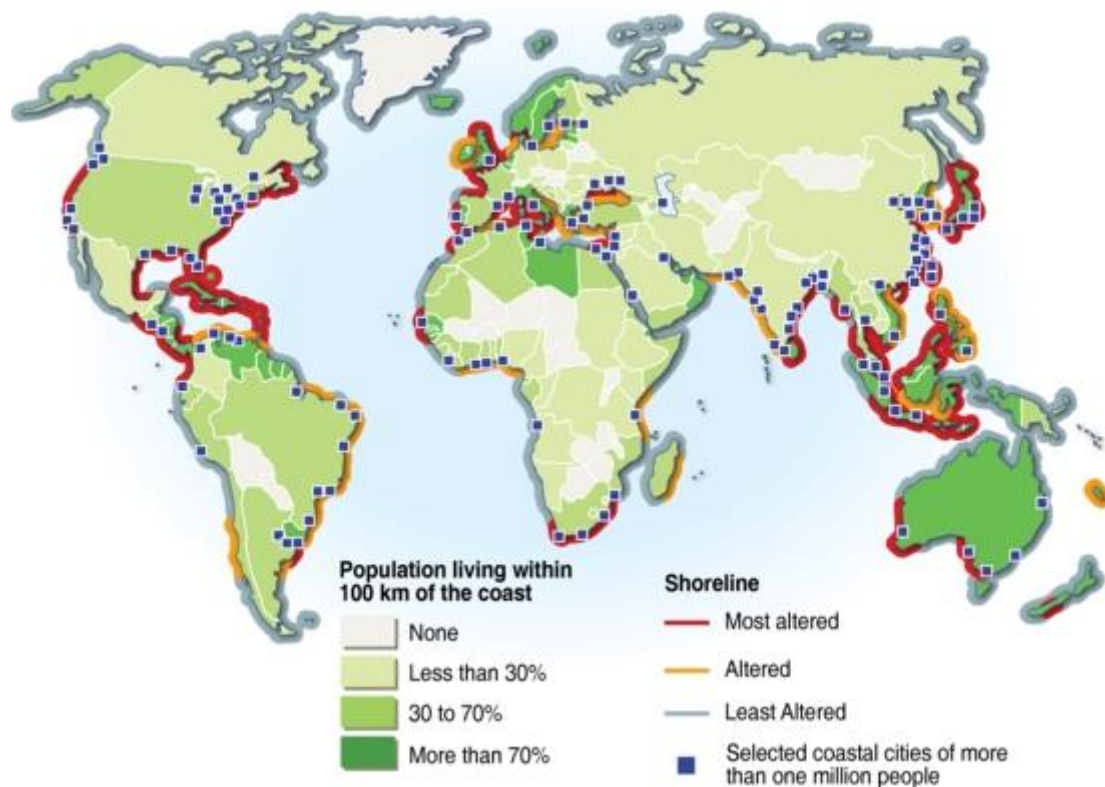 Population living within
100 km of the coast
None
Less than 30%
30 to 70%
More than 70%
Shoreline
Most altered
Altered
Least Altered
Selected coastal cities of more
than one million people